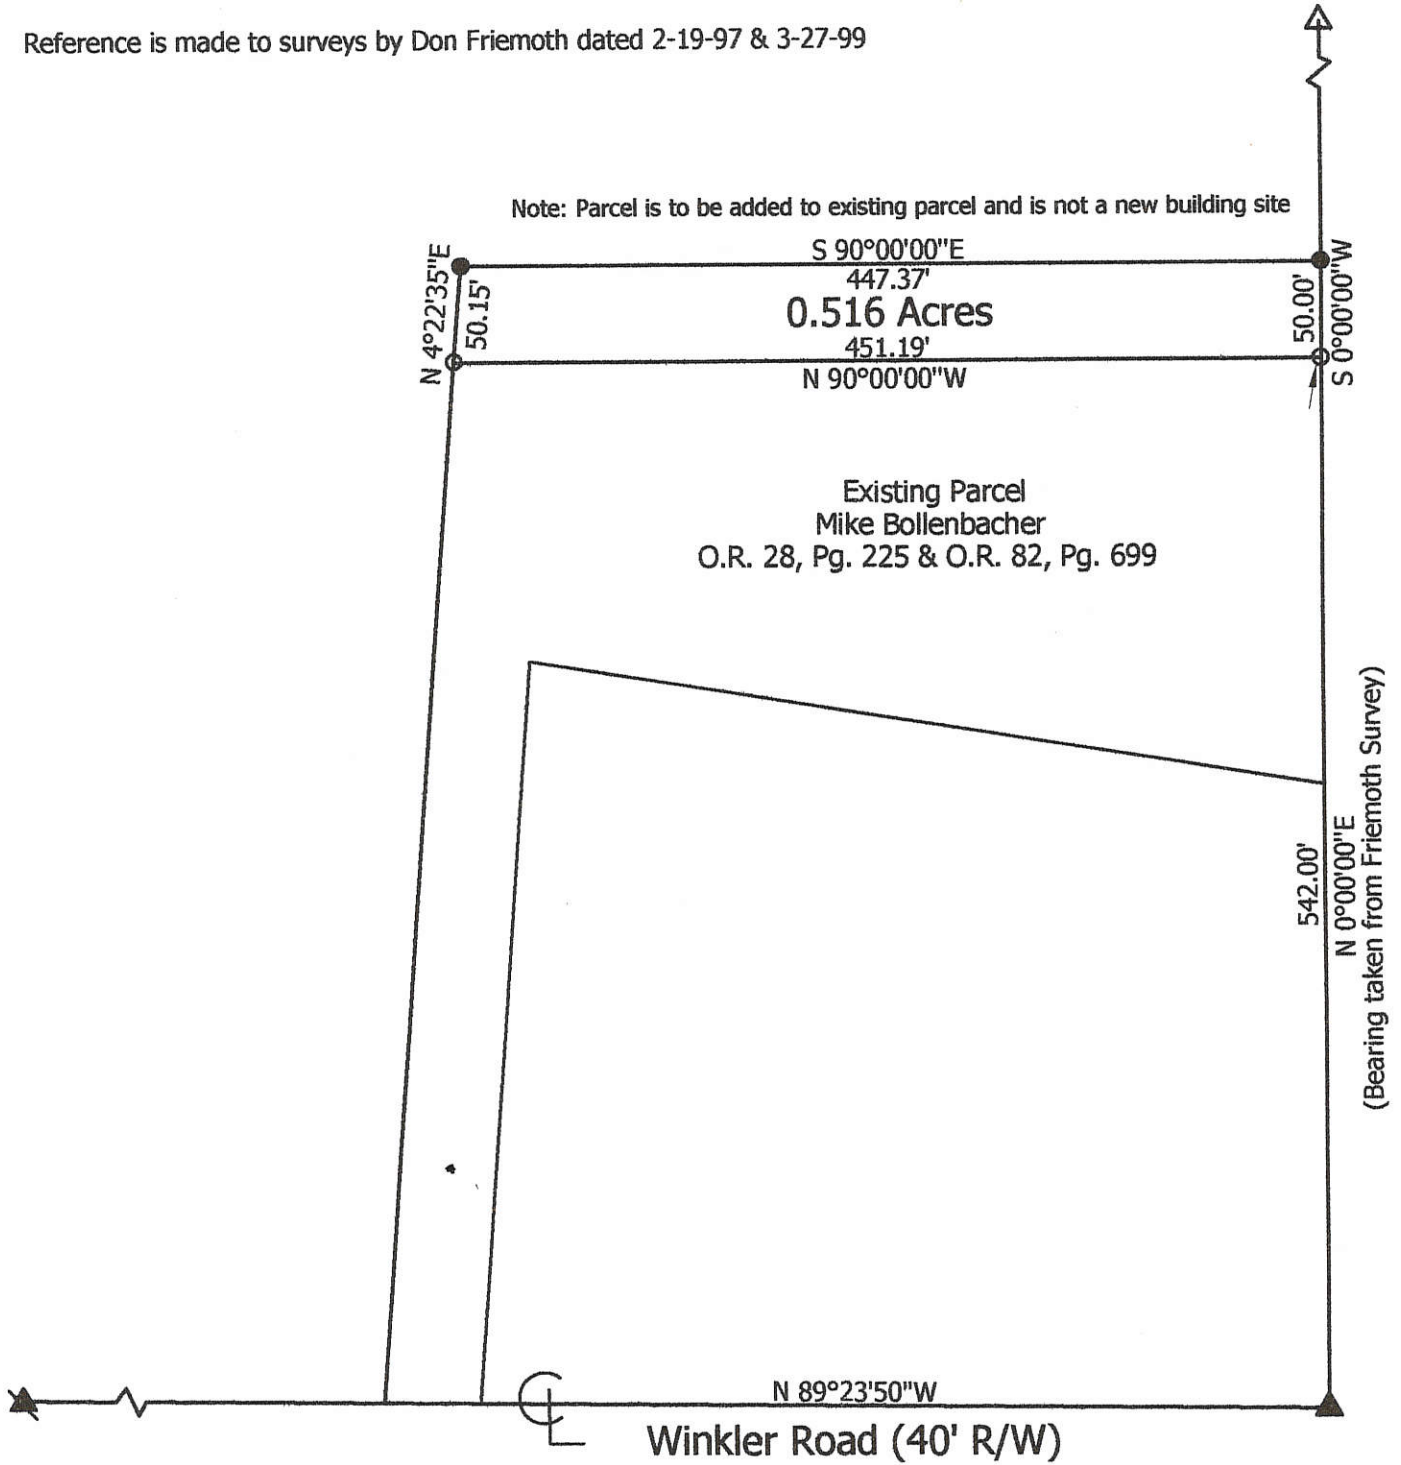 Reference is made to surveys by Don Friemoth dated 2-19-97 & 3-27-99
Note: Parcel is to be added to existing parcel and is not a new building site
S 90°00'00"E
447.37'
0.516 Acres
451.19'
N 90°00'00"W
N 4°22'35"E
50.15'
50.00'
S 0°00'00"W
Existing Parcel
Mike Bollenbacher
O.R. 28, Pg. 225 & O.R. 82, Pg. 699
542.00'
N 0°00'00"E
(Bearing taken from Friemoth Survey)
N 89°23'50"W
Winkler Road (40' R/W)